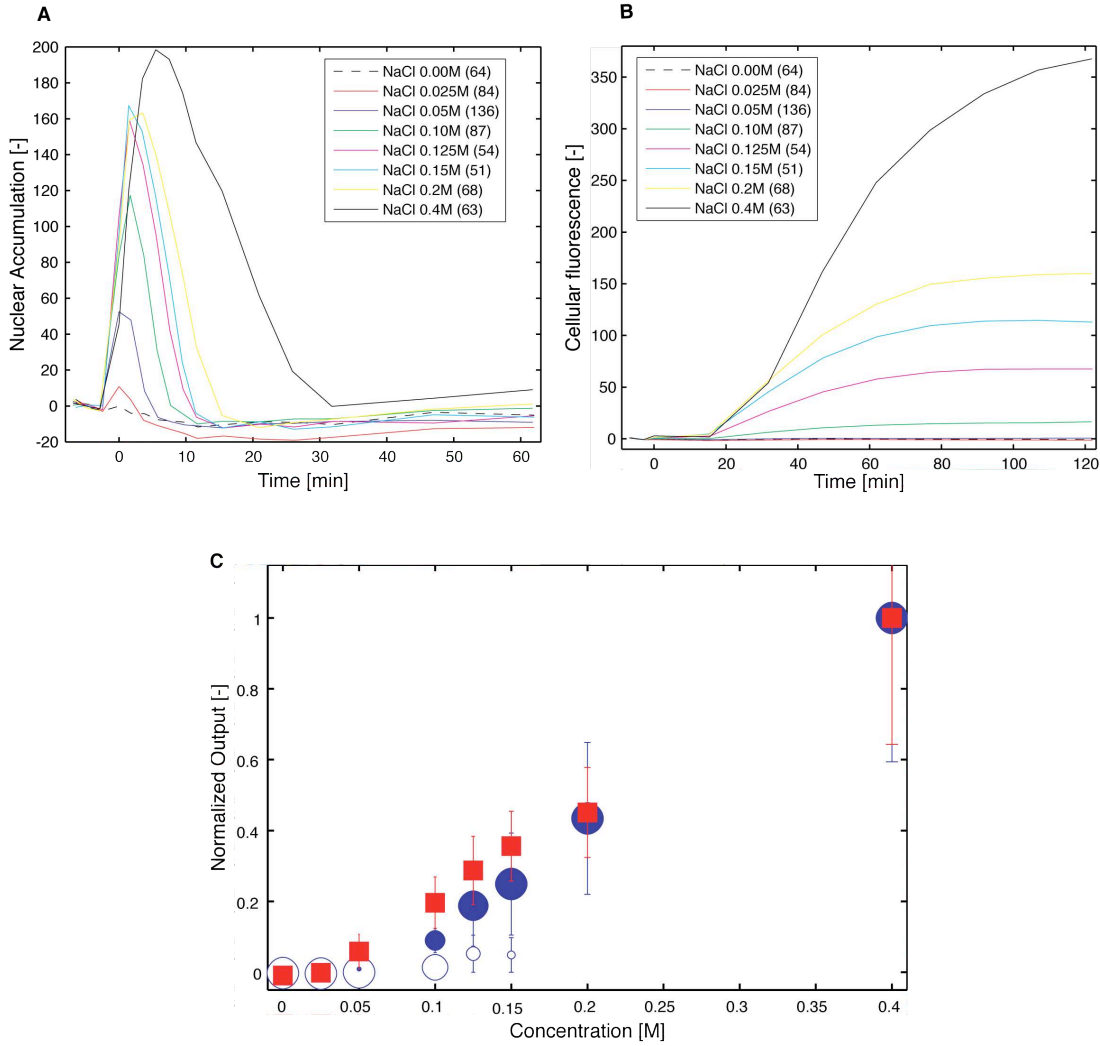 A
Nuclear Accumulation [-]
200
180
160
140
120
100
80
60
40
20
0
-20
NaCl 0.00M (64)
NaCl 0.025M (84)
NaCl 0.05M (136)
NaCl 0.10M (87)
NaCl 0.125M (54)
NaCl 0.15M (51)
NaCl 0.2M (68)
NaCl 0.4M (63)
0 10 20 30 40 50 60
Time [min]
B
Cellular fluorescence [-]
350
300
250
200
150
100
50
0
NaCl 0.00M (64)
NaCl 0.025M (84)
NaCl 0.05M (136)
NaCl 0.10M (87)
NaCl 0.125M (54)
NaCl 0.15M (51)
NaCl 0.2M (68)
NaCl 0.4M (63)
0 20 40 60 80 100 120
Time [min]
C
Normalized Output [-]
1
0.8
0.6
0.4
0.2
0
0 0.05 0.1 0.15 0.2 0.25 0.3 0.35 0.4
Concentration [M]